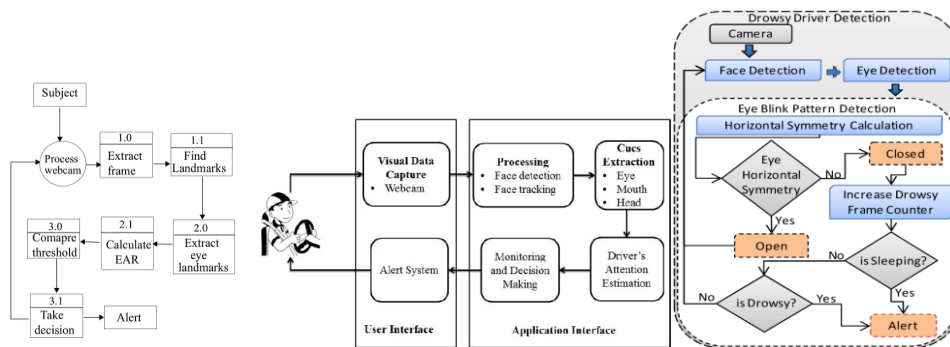 Subject
Process
webcam
1.0
Extract
frame
1.1
Find
Landmarks
2.0
Extract
eye landmarks
2.1
Calculate
EAR
3.0
Comapre
threshold
3.1
Take
decision
Alert
Visual Data
Capture
• Webcam
Processing
• Face detection
• Face tracking
Cucs
Extraction
• Eye
• Mouth
• Head
Alert System
Monitoring
and Decision
Making
Driver's
Attention
Estimation
User Interface
Application Interface
Drowsy Driver Detection
Camera
Face Detection
Eye Detection
Eye Blink Pattern Detection
Horizontal Symmetry Calculation
Eye
Horizontal
Symmetry
No
Closed
Increase Drowsy
Frame Counter
Yes
Open
No
is Sleeping?
No
is Drowsy?
Yes
Yes
Alert